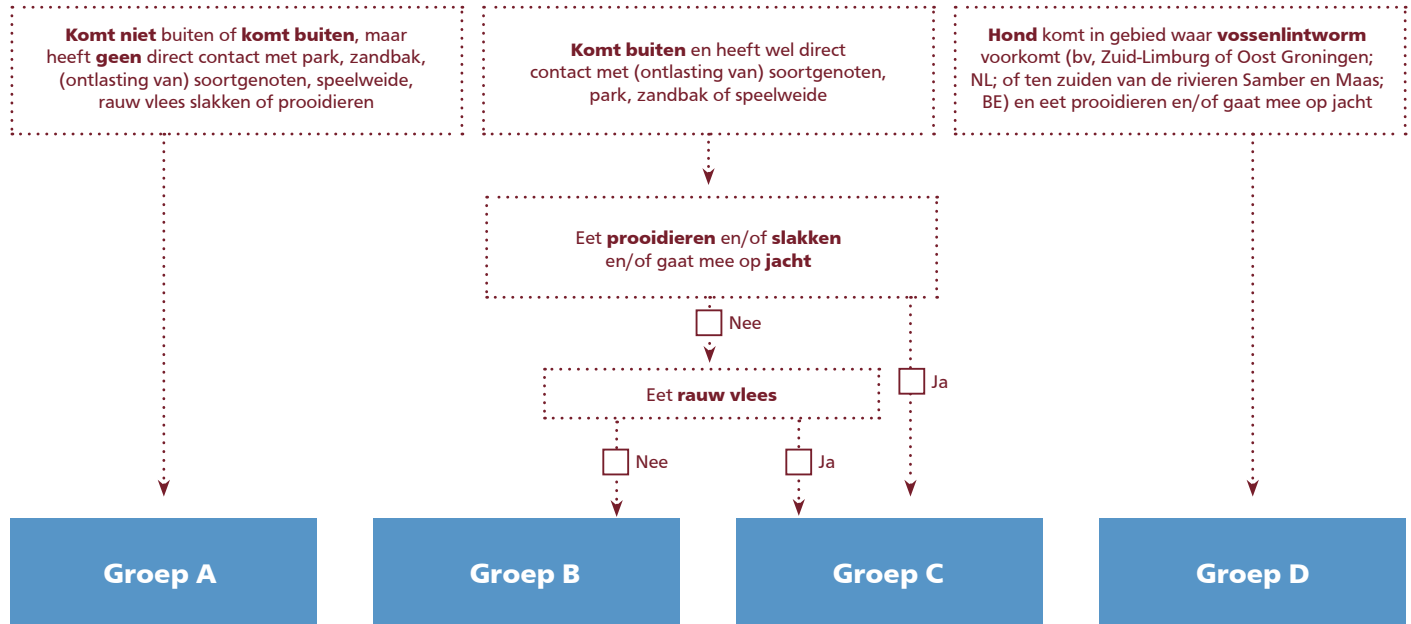 Komt niet buiten of komt buiten, maar
heeft geen direct contact met park, zandbak,
(ontlasting van) soortgenoten, speelweide,
rauw vlees slakken of prooidieren
Komt buiten en heeft wel direct
contact met (ontlasting van) soortgenoten,
park, zandbak of speelweide
Hond komt in gebied waar vossenlintworm
voorkomt (bv, Zuid-Limburg of Oost Groningen;
NL; of ten zuiden van de rivieren Samber en Maas;
BE) en eet prooidieren en/of gaat mee op jacht
Eet prooidieren en/of slakken
en/of gaat mee op jacht
Nee
Ja
Eet rauw vlees
Nee
Ja
Groep A
Groep B
Groep C
Groep D